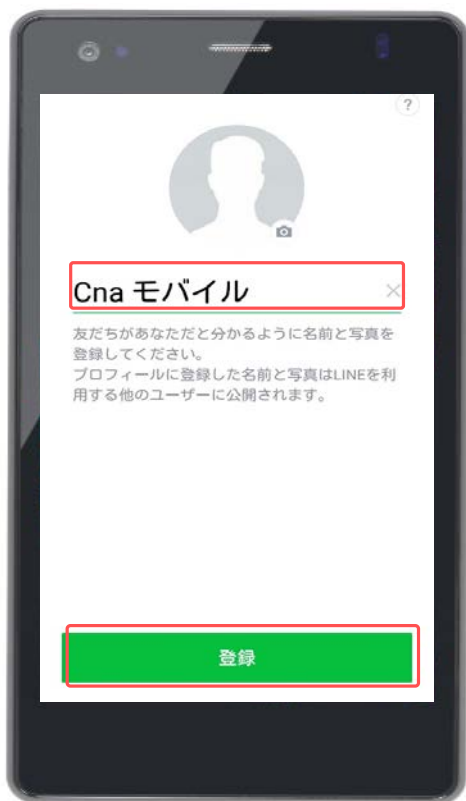 ?
Cna モバイル ×
友だちがあなただと分かるように名前と写真を
登録してください。
プロフィールに登録した名前と写真はLINEを利
用する他のユーザーに公開されます。
登録